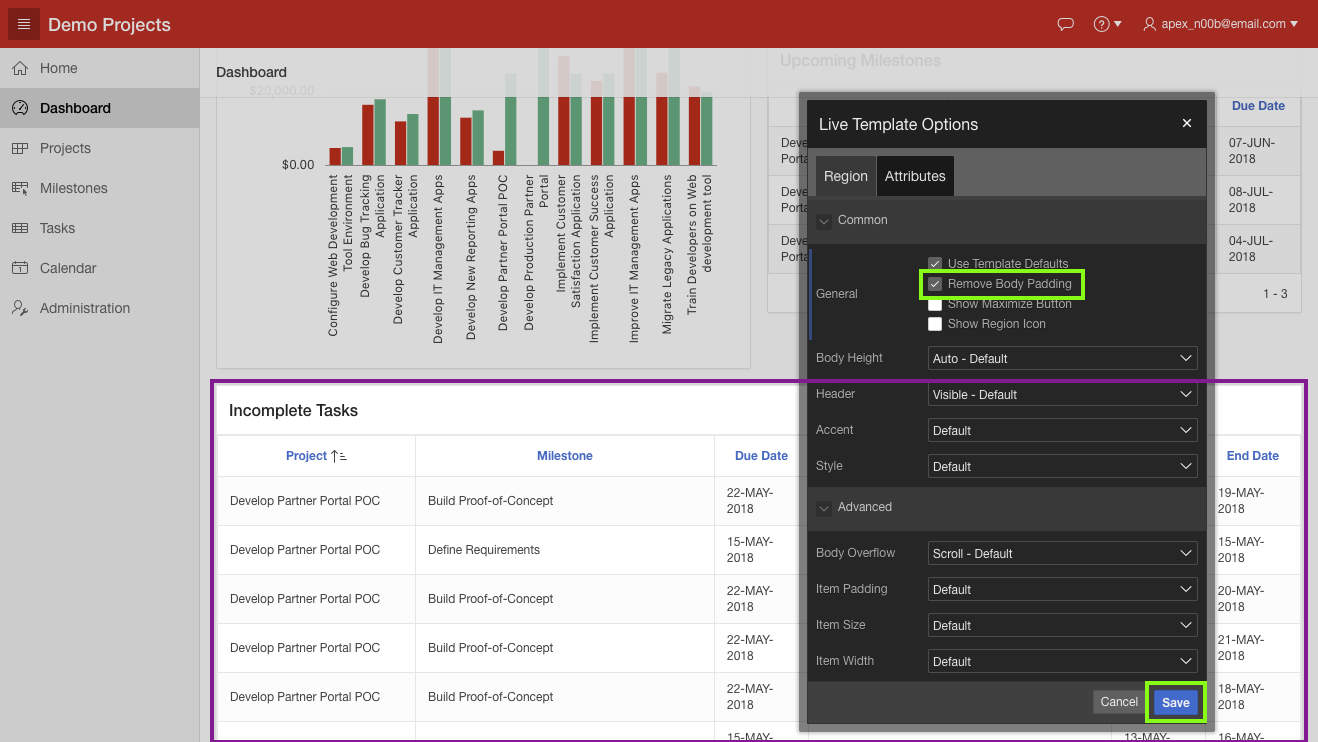 Demo Projects
apex_n00b@email.com
Home
Dashboard
Projects
Milestones
Tasks
Calendar
Administration
Dashboard
$20,000.00
$0.00
Configure Web Development
Tool Environment
Develop Bug Tracking
Application
Develop Customer Tracker
Application
Develop IT Management Apps
Develop New Reporting Apps
Develop Partner Portal POC
Develop Production Partner
Portal
Implement Customer
Satisfaction Application
Implement Customer Success
Application
Improve IT Management Apps
Migrate Legacy Applications
Train Developers on Web
development tool
Upcoming Milestones
Due Date
07-JUN-
2018
08-JUL-
2018
04-JUL-
2018
1 - 3
Live Template Options
Region
Attributes
Common
General
Use Template Defaults
Remove Body Padding
Show Maximize Button
Show Region Icon
Body Height
Auto - Default
Header
Visible - Default
Accent
Default
Style
Default
Advanced
Body Overflow
Scroll - Default
Item Padding
Default
Item Size
Default
Item Width
Default
Cancel
Save
Incomplete Tasks
Project
Milestone
Due Date
End Date
Develop Partner Portal POC
Build Proof-of-Concept
22-MAY-
2018
19-MAY-
2018
Develop Partner Portal POC
Define Requirements
15-MAY-
2018
15-MAY-
2018
Develop Partner Portal POC
Build Proof-of-Concept
22-MAY-
2018
20-MAY-
2018
Develop Partner Portal POC
Build Proof-of-Concept
22-MAY-
2018
21-MAY-
2018
Develop Partner Portal POC
Build Proof-of-Concept
22-MAY-
2018
18-MAY-
2018
15-MAY-
13-MAY-
16-MAY-